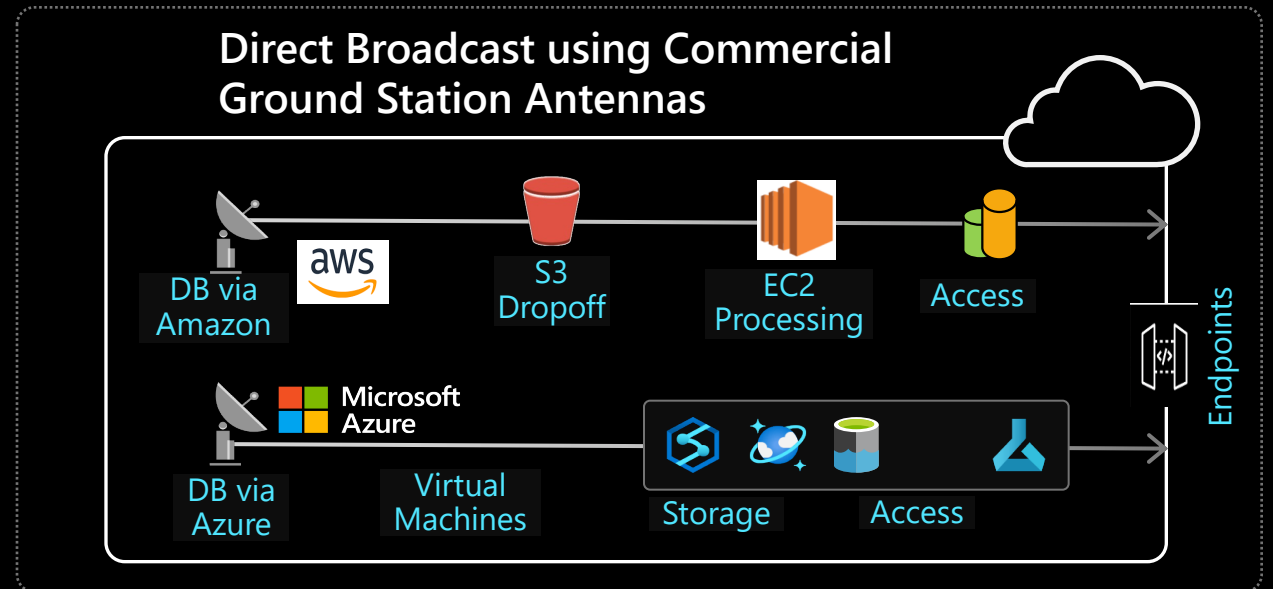 Direct Broadcast using Commercial
Ground Station Antennas
aws
DB via
Amazon
S3
Dropoff
EC2
Processing
Access
</>
Endpoints
Microsoft
Azure
DB via
Azure
Virtual
Machines
Storage
Access